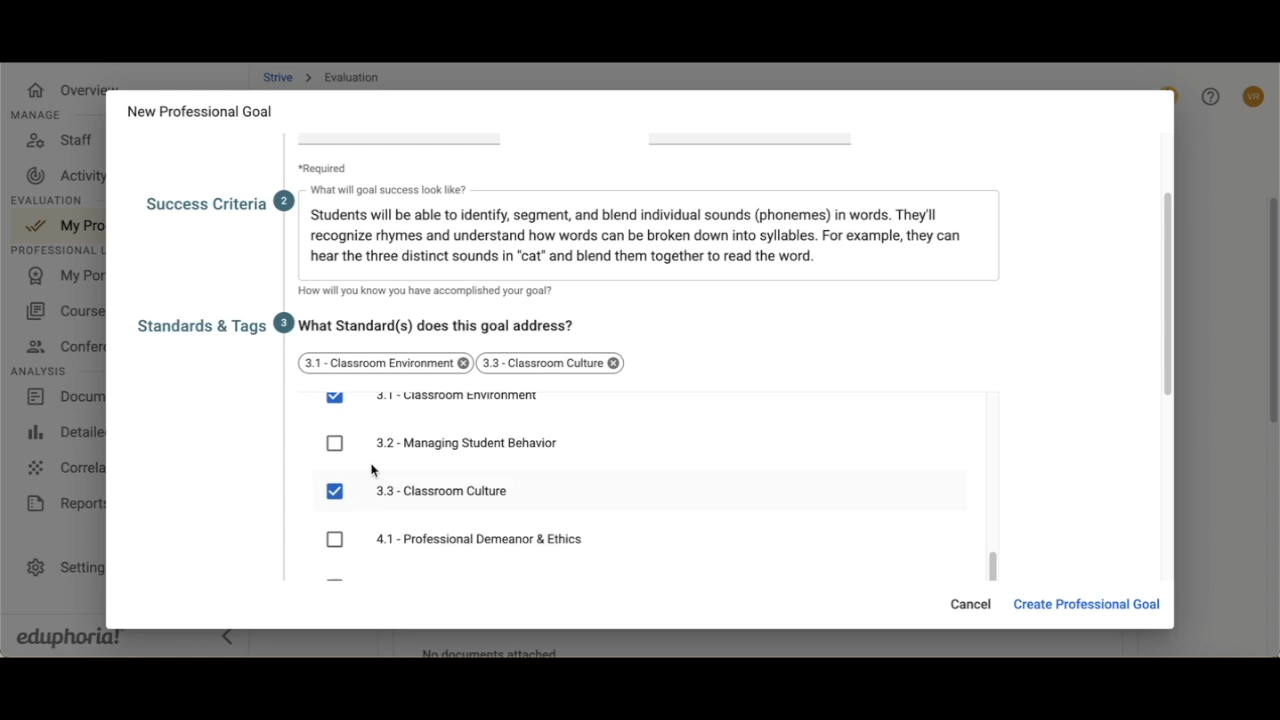 Strive > Evaluation
Overview
MANAGE
Staff
Activity
EVALUATION
My Pro
PROFESSIONAL L
My Por
Course
Confere
ANALYSIS
Docum
Detailed
Correla
Reports
Setting
eduphoria!
VR
New Professional Goal
*Required
Success Criteria 2
What will goal success look like?
Students will be able to identify, segment, and blend individual sounds (phonemes) in words. They'll
recognize rhymes and understand how words can be broken down into syllables. For example, they can
hear the three distinct sounds in "cat" and blend them together to read the word.
How will you know you have accomplished your goal?
Standards & Tags 3 What Standard(s) does this goal address?
3.1 - Classroom Environment 3.3 - Classroom Culture
3.1 - Classroom Environment
3.2 - Managing Student Behavior
3.3 - Classroom Culture
4.1 - Professional Demeanor & Ethics
Cancel Create Professional Goal
No documents attached